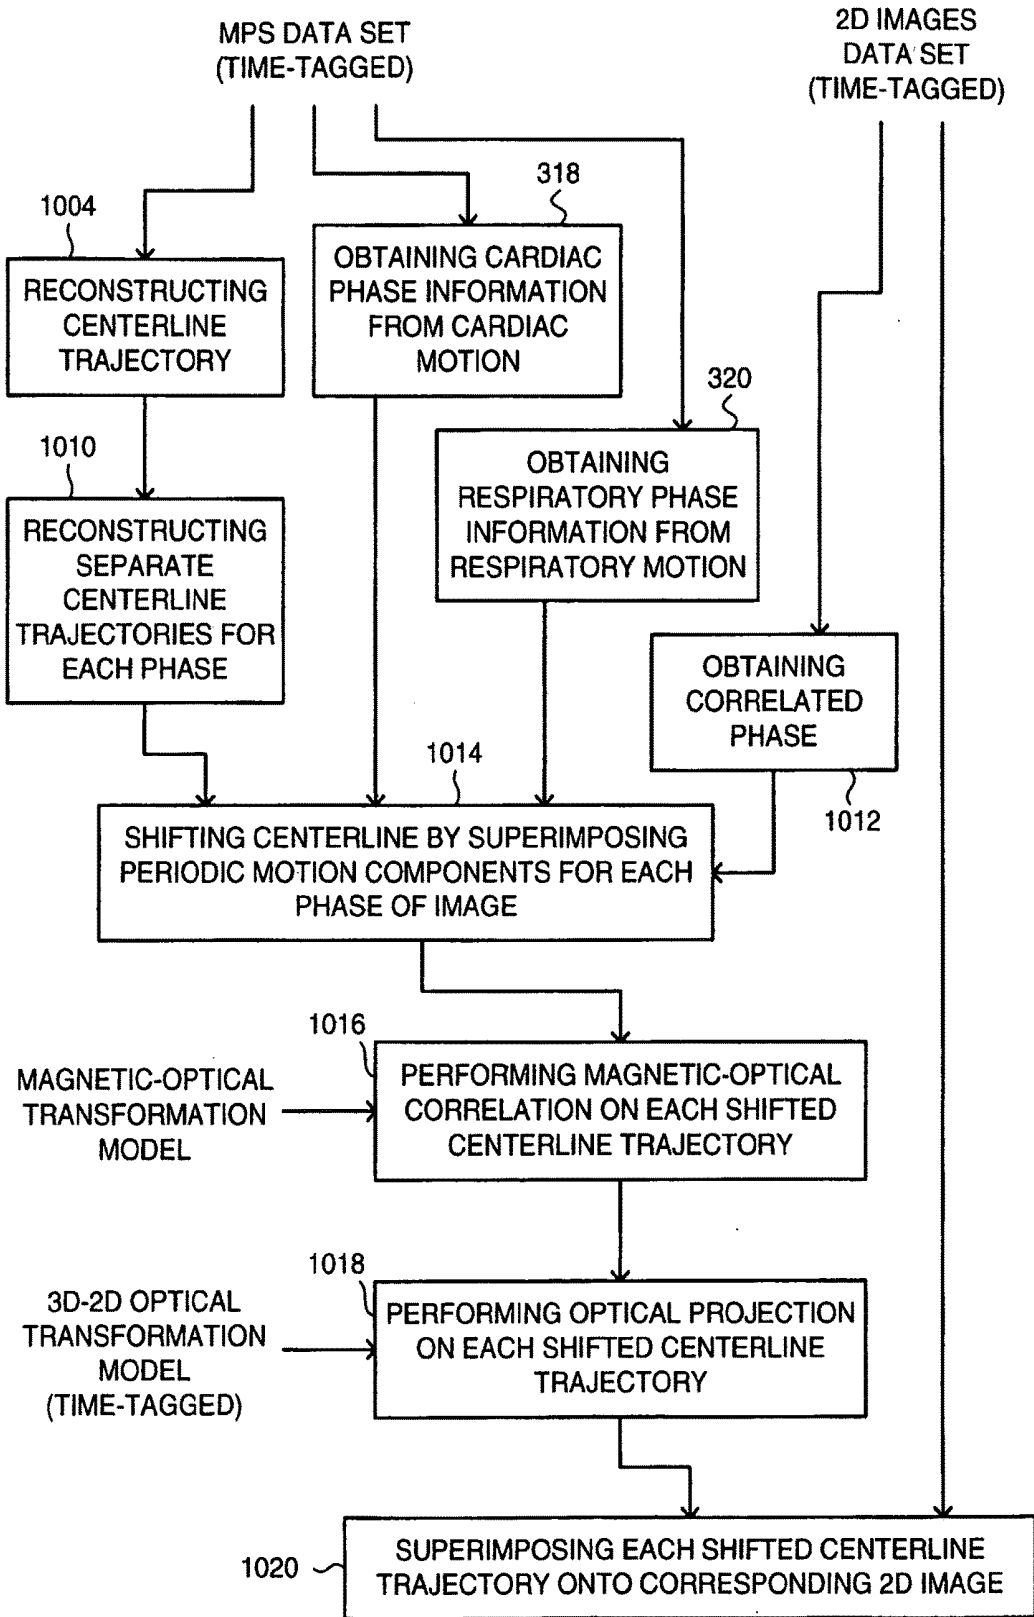 MPS DATA SET
(TIME-TAGGED)
2D IMAGES
DATA SET
(TIME-TAGGED)
1004
RECONSTRUCTING
CENTERLINE
TRAJECTORY
318
OBTAINING CARDIAC
PHASE INFORMATION
FROM CARDIAC
MOTION
320
OBTAINING
RESPIRATORY PHASE
INFORMATION FROM
RESPIRATORY MOTION
1010
RECONSTRUCTING
SEPARATE
CENTERLINE
TRAJECTORIES FOR
EACH PHASE
OBTAINING
CORRELATED
PHASE
1012
1014
SHIFTING CENTERLINE BY SUPERIMPOSING
PERIODIC MOTION COMPONENTS FOR EACH
PHASE OF IMAGE
1016
MAGNETIC-OPTICAL
TRANSFORMATION
MODEL
PERFORMING MAGNETIC-OPTICAL
CORRELATION ON EACH SHIFTED
CENTERLINE TRAJECTORY
1018
3D-2D OPTICAL
TRANSFORMATION
MODEL
(TIME-TAGGED)
PERFORMING OPTICAL PROJECTION
ON EACH SHIFTED CENTERLINE
TRAJECTORY
1020
SUPERIMPOSING EACH SHIFTED CENTERLINE
TRAJECTORY ONTO CORRESPONDING 2D IMAGE